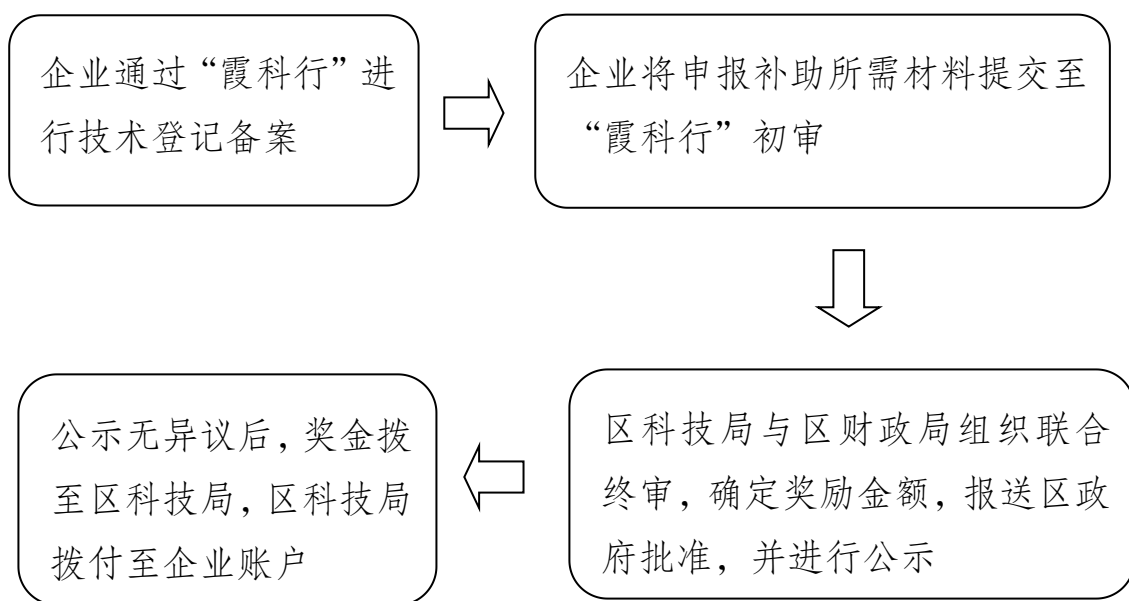 企业通过“霞科行”进
行技术登记备案
企业将申报补助所需材料提交至
“霞科行”初审
区科技局与区财政局组织联合
终审，确定奖励金额，报送区政
府批准，并进行公示
公示无异议后，奖金拨
至区科技局，区科技局
拨付至企业账户